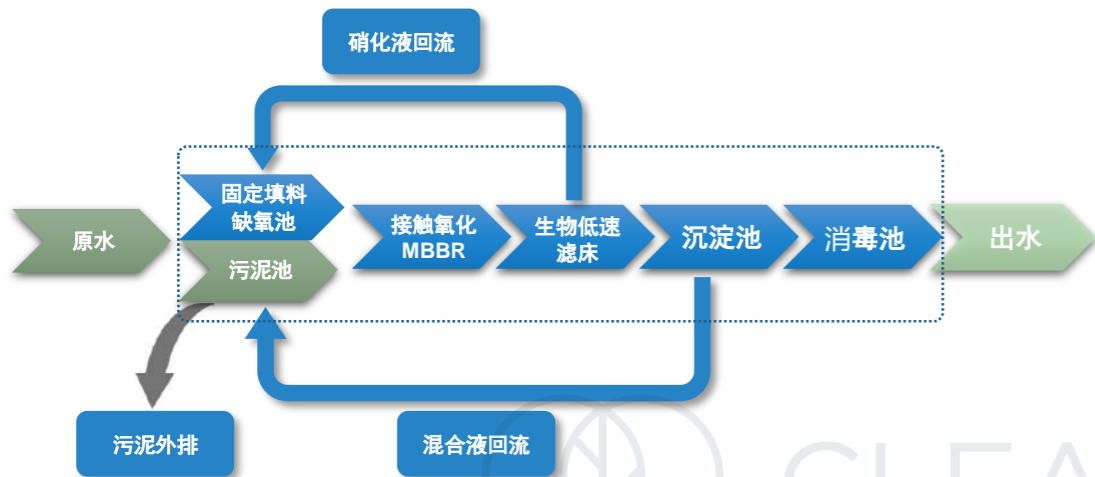 硝化液回流
固定填料
缺氧池
原水
污泥池
接触氧化
MBBR
生物低速
滤床
沉淀池
消毒池
出水
污泥外排
混合液回流
CLEA